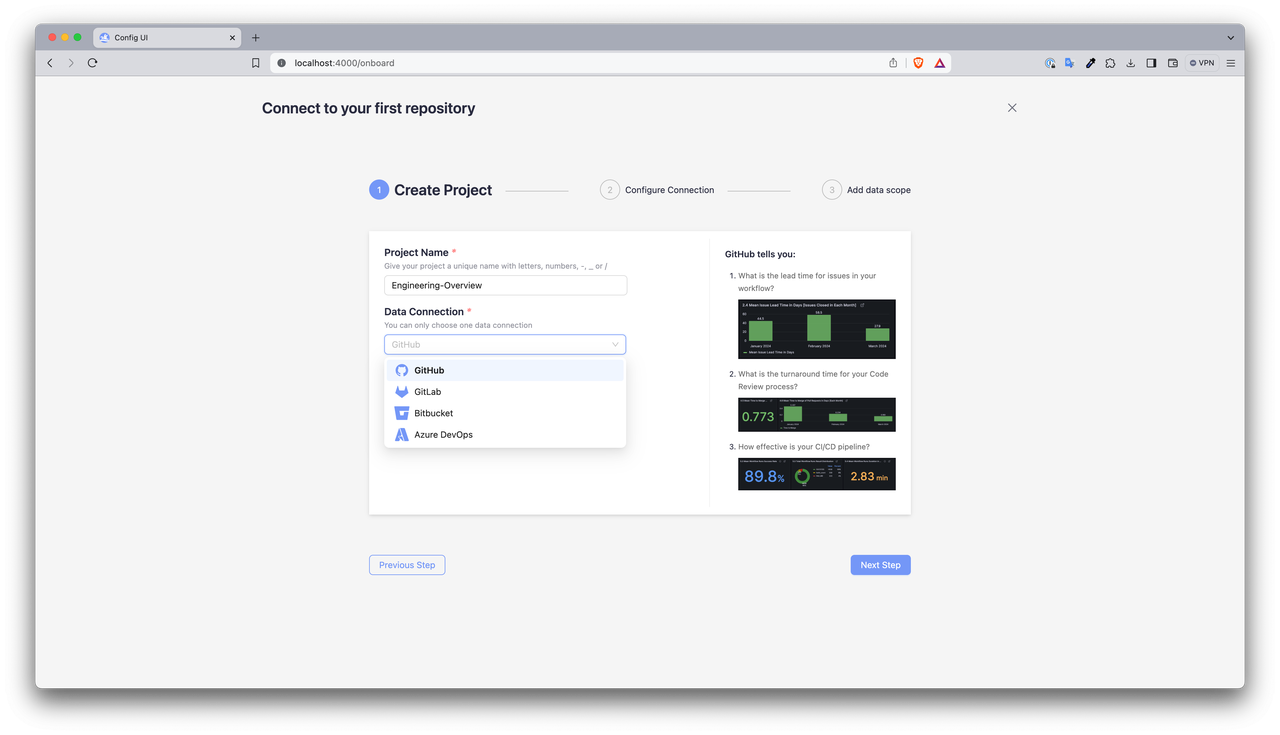 Config UI
localhost:4000/onboard
VPN
Connect to your first repository
1 Create Project
2 Configure Connection
3 Add data scope
Project Name *
Give your project a unique name with letters, numbers, -, _ or /
Engineering-Overview
Data Connection *
You can only choose one data connection
GitHub
GitHub
GitLab
Bitbucket
Azure DevOps
GitHub tells you:
1. What is the lead time for issues in your
workflow?
2.4 Mean Issue Lead Time in Days [Issues Closed in Each Month]
January 2024
February 2024
March 2024
Mean Issue Lead Time in Days
2. What is the turnaround time for your Code
Review process?
0.773
3. How effective is your CI/CD pipeline?
89.8%
2.83 min
Previous Step
Next Step